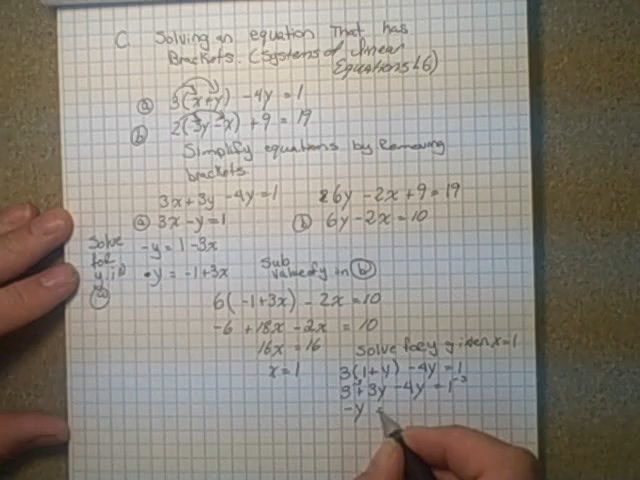 C. Solving an equation That has
Brackets. (Systems of linear
Equations L6)
(a) 3(x+y) -4y = 1
(b) 2(3y-x) +9 = 19
Simplify equations by Removing
brackets
3x+3y -4y=1
6y -2x+9=19
(a) 3x -y=1
(b) 6y-2x=10
Solve
for
y in
(a)
-y = 1-3x
y = -1+3x
Sub
value of y in (b)
6(-1+3x) -2x=10
-6 +18x -2x = 10
16x = 16
x=1
Solve for y given x=1
3(1+y) -4y=1
3 +3y -4y = 1 -3
-y =